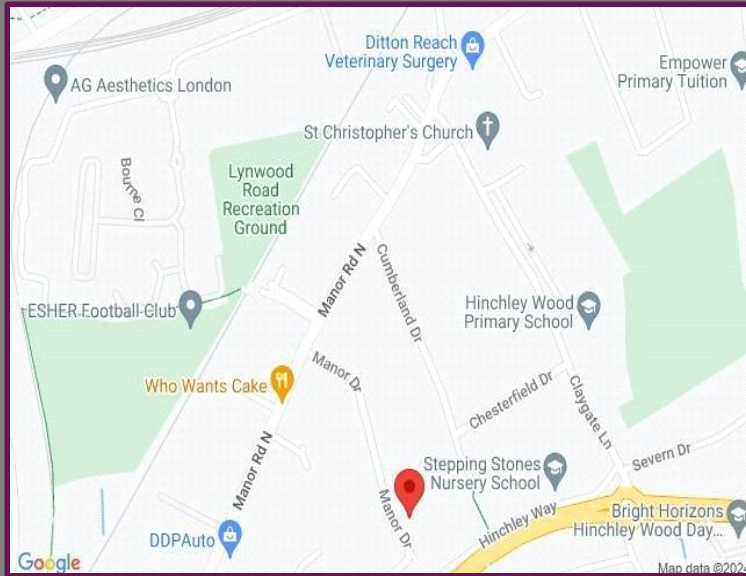 Ditton Reach
Veterinary Surgery
Empower
Primary Tuition
AG Aesthetics London
St Christopher's Church
Bourne Cl
Lynwood
Road
Recreation
Ground
Manor Rd N
Cumberland Dr
ESHER Football Club
Hinchley Wood
Primary School
Manor Dr
Who Wants Cake
Chesterfield Dr
Claygate Ln
Manor Rd N
Stepping Stones
Nursery School
Severn Dr
Manor Dr
Hinchley Way
Bright Horizons
Hinchley Wood Day...
DDPAuto
Google
Map data ©2024